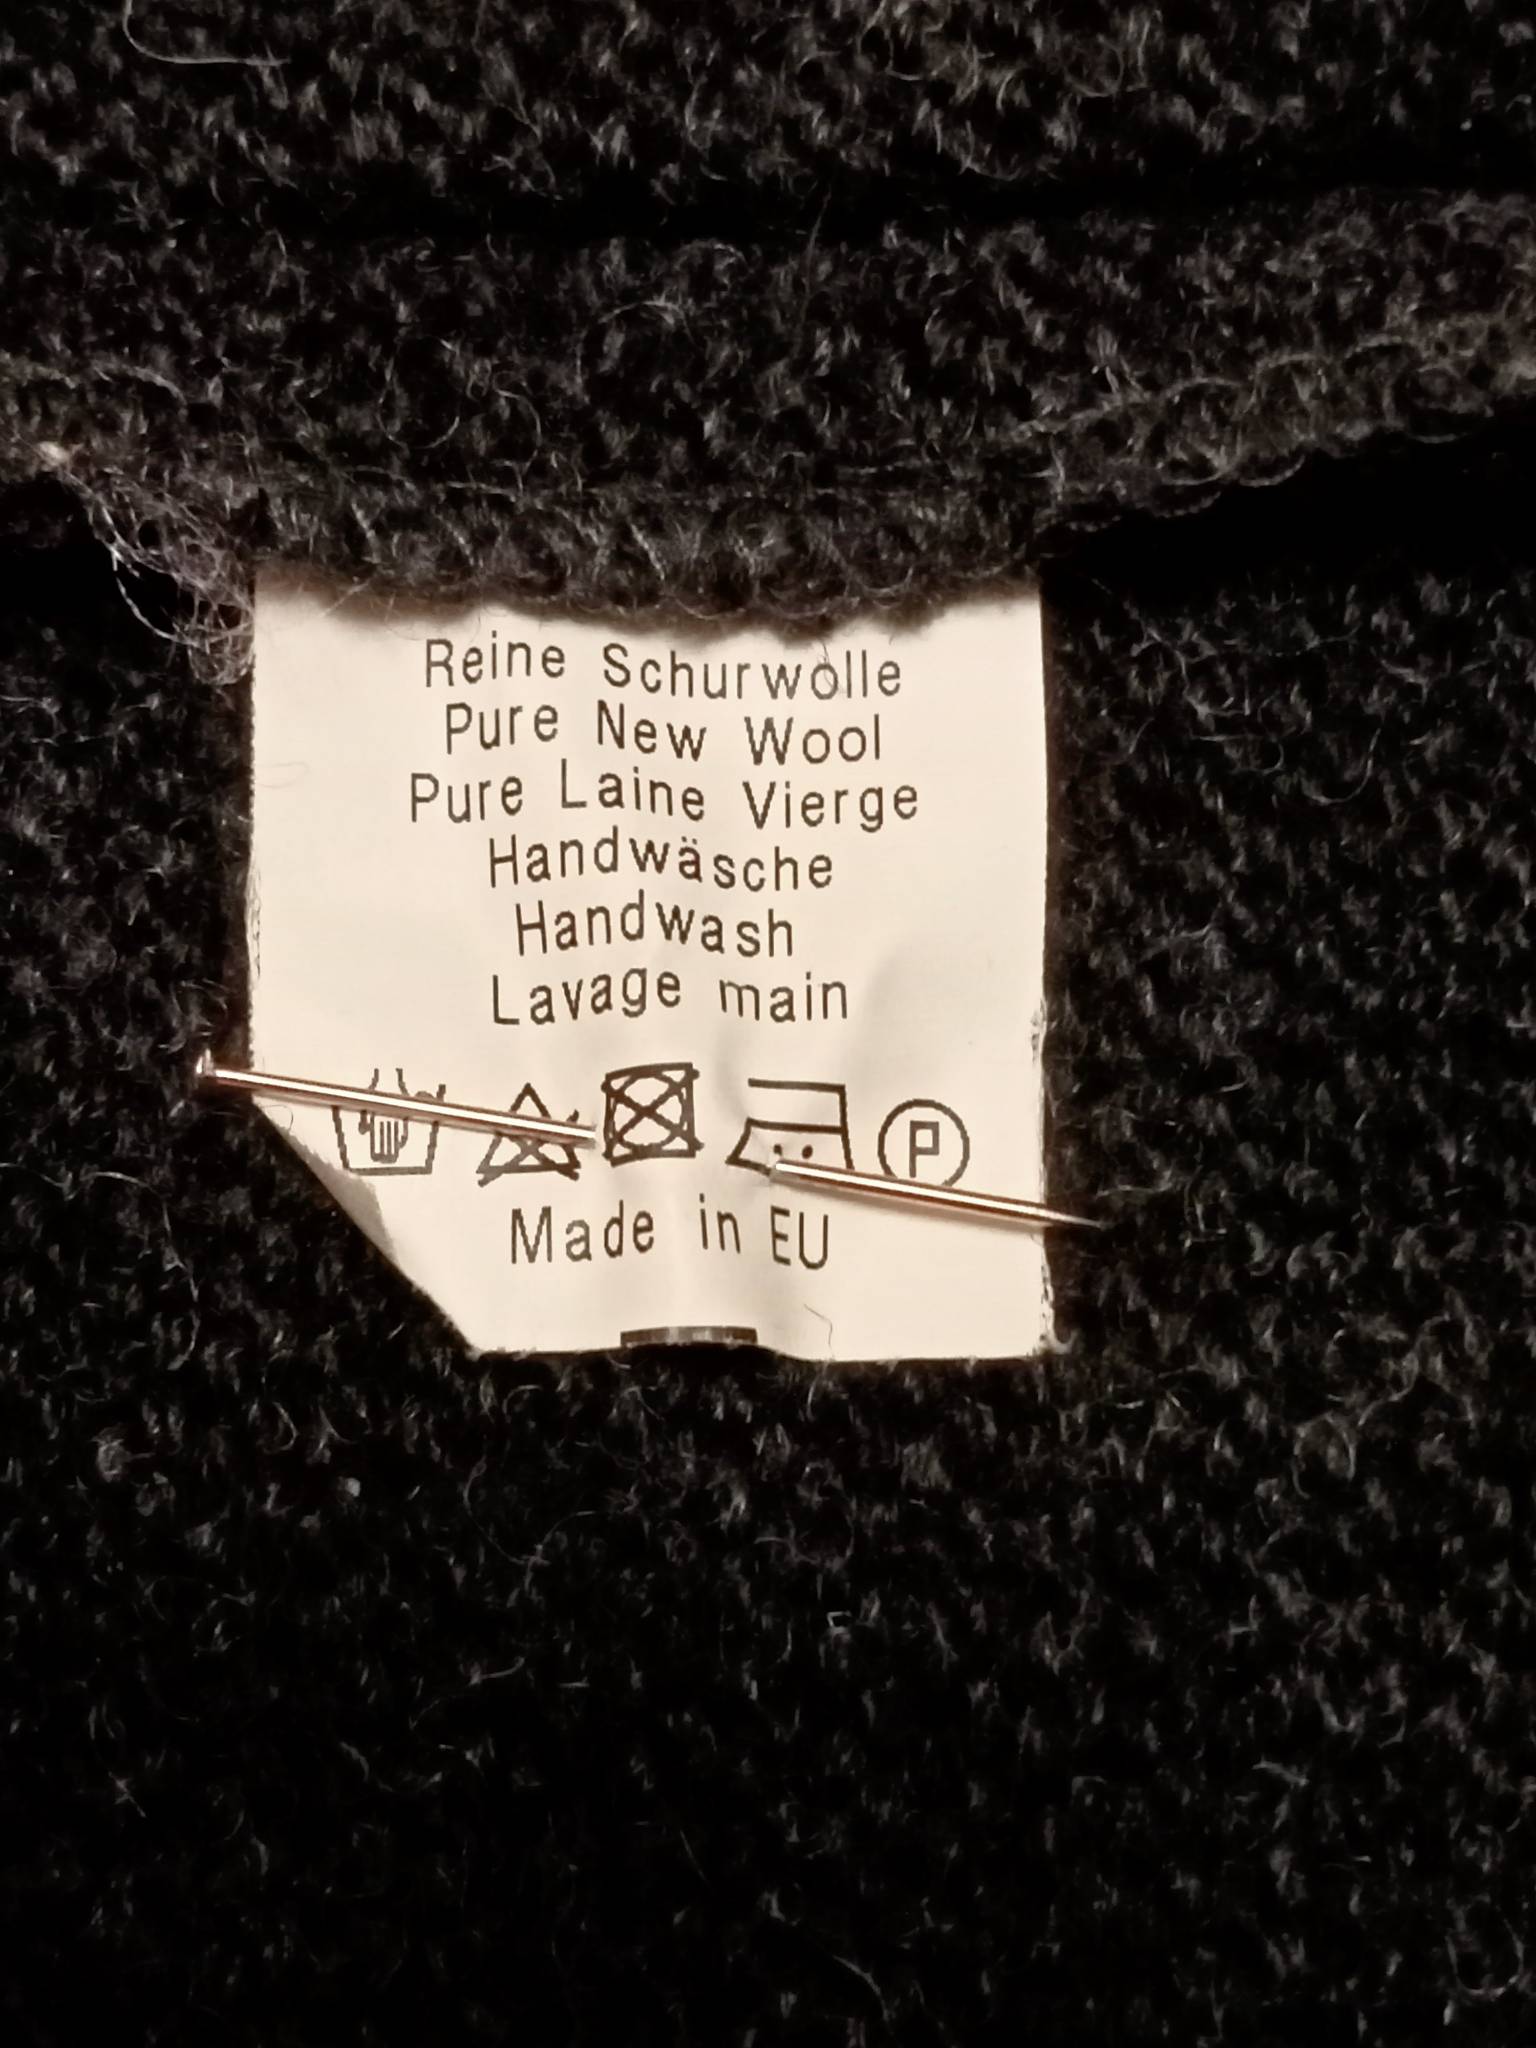 Reine Schurwolle
Pure New Wool
Pure Laine Vierge
Handwäsche
Handwash
Lavage main
P
Made in EU